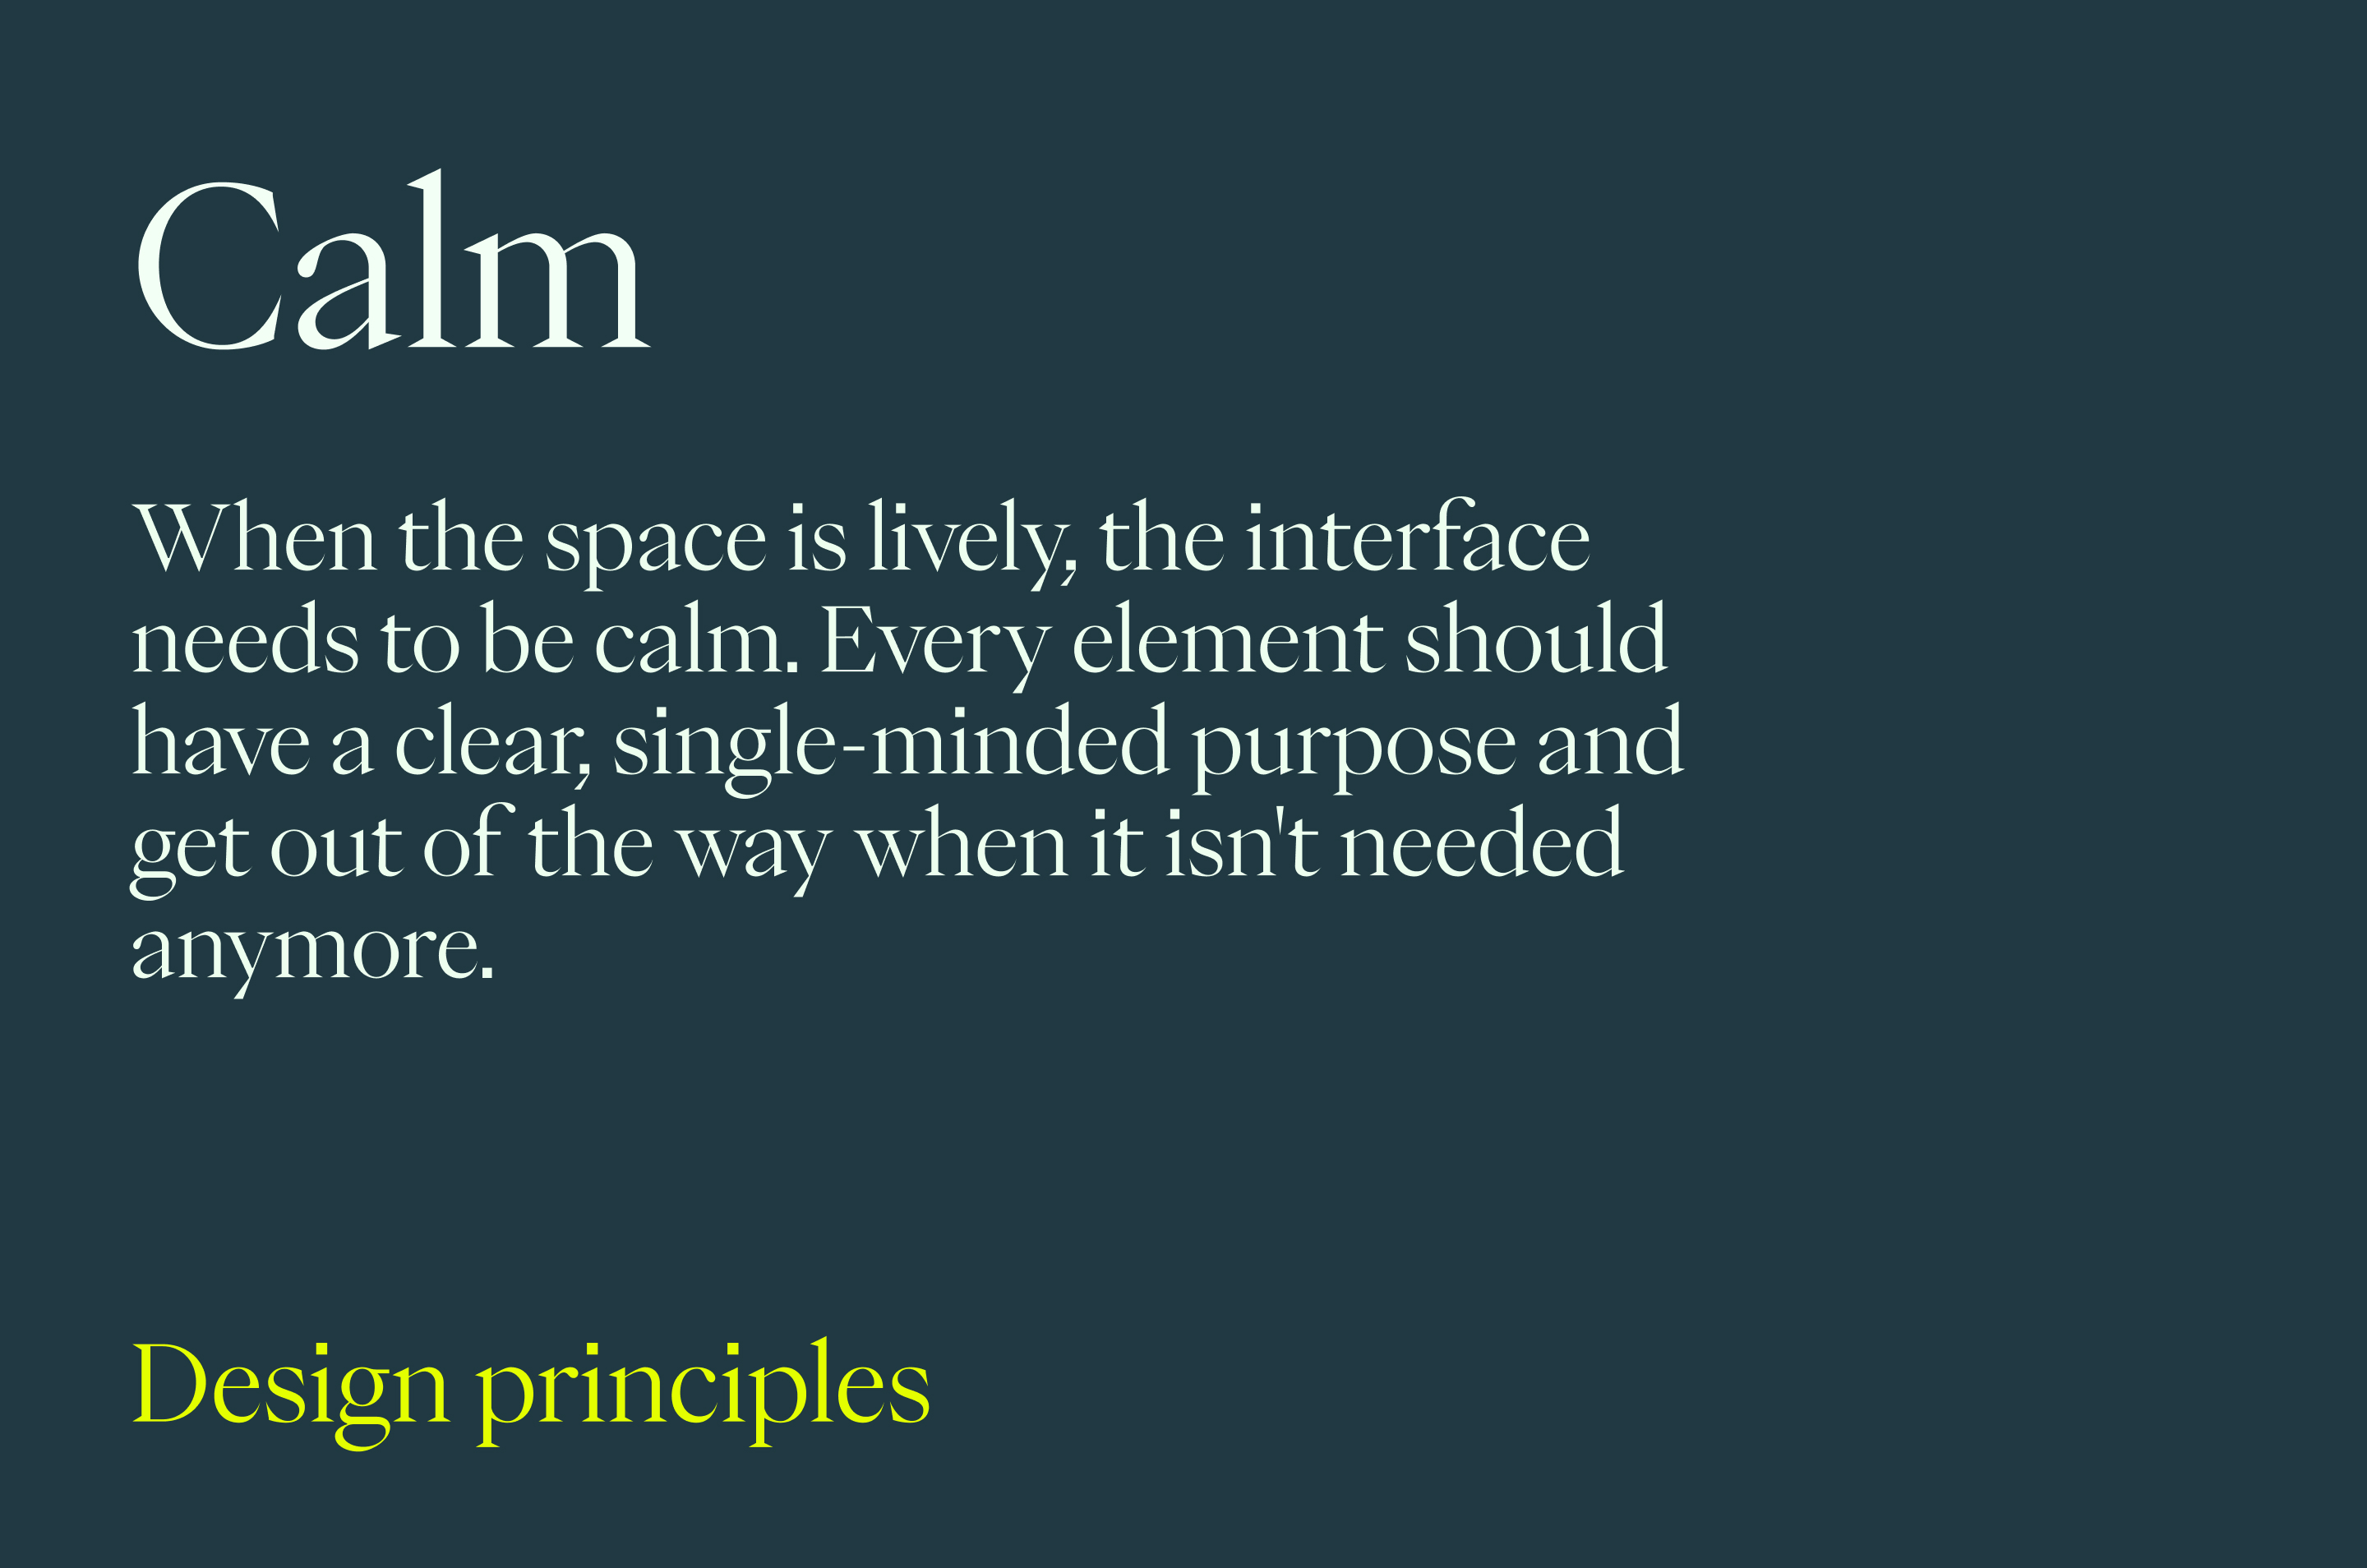 Calm
When the space is lively, the interface
needs to be calm. Every element should
have a clear, single-minded purpose and
get out of the way when it isn't needed
anymore.
Design principles